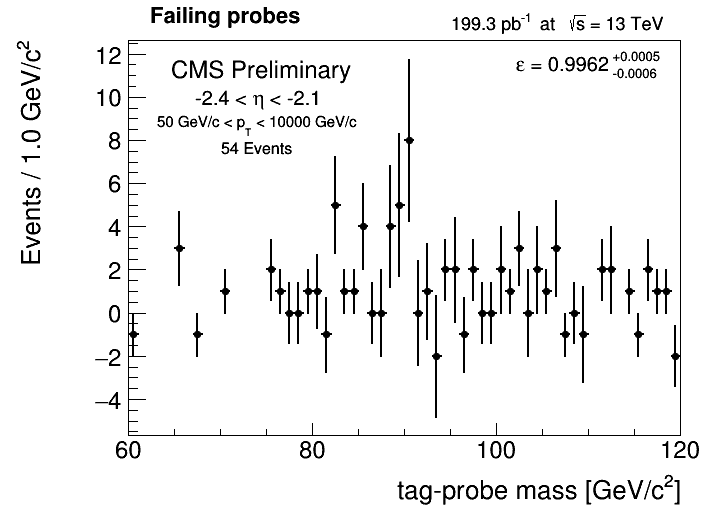 Failing probes
199.3 pb⁻¹ at √s = 13 TeV
CMS Preliminary
ε = 0.9962 +0.0005 -0.0006
-2.4 < η < -2.1
50 GeV/c < p_T < 10000 GeV/c
54 Events
Events / 1.0 GeV/c²
12
10
8
6
4
2
0
−2
−4
60 80 100 120
tag-probe mass [GeV/c²]